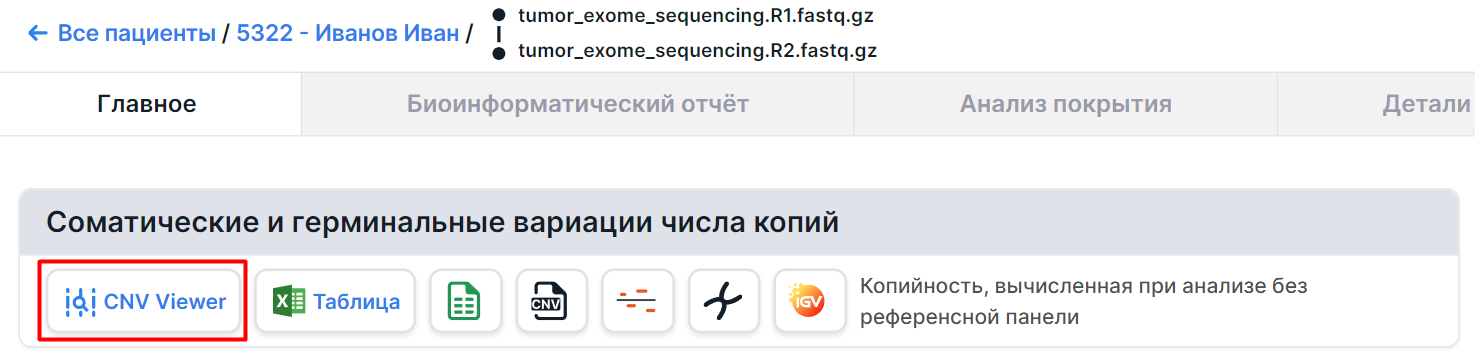 tumor_exome_sequencing.R1.fastq.gz
← Все пациенты / 5322 - Иванов Иван /
tumor_exome_sequencing.R2.fastq.gz
Главное Биоинформатический отчёт Анализ покрытия Детали
Соматические и герминальные вариации числа копий
CNV Viewer Таблица CNV IGV Копийность, вычисленная при анализе без
референсной панели